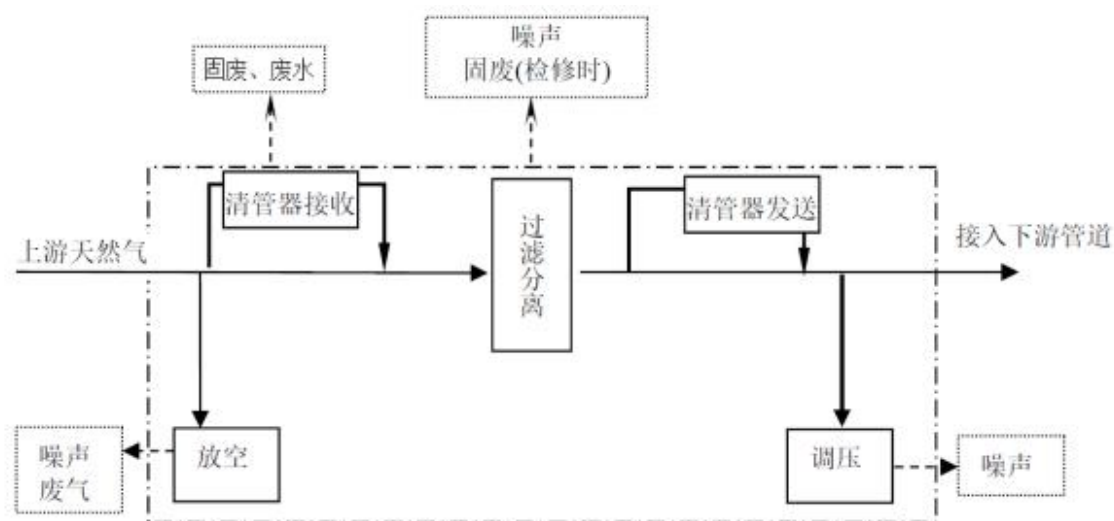 噪声
固废(检修时)
固废、废水
清管器接收
清管器发送
过滤分离
上游天然气
接入下游管道
噪声
废气
放空
调压
噪声